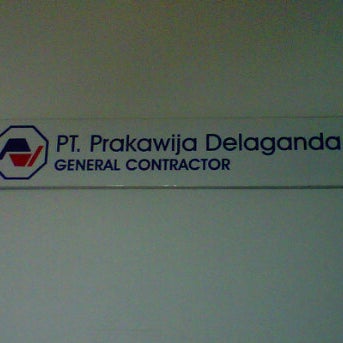 PT. Prakawija Delaganda
GENERAL CONTRACTOR